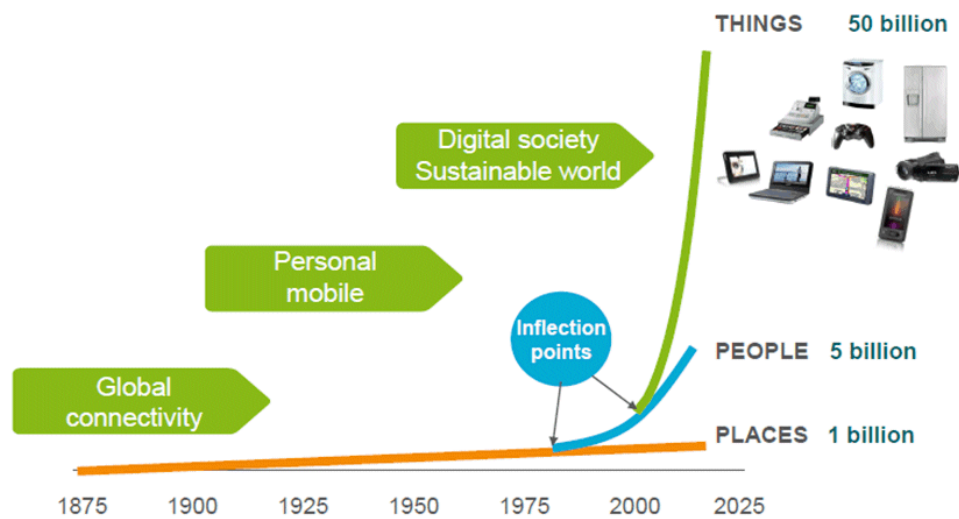 THINGS 50 billion
Digital society
Sustainable world
Personal
mobile
Inflection
points
PEOPLE 5 billion
Global
connectivity
PLACES 1 billion
1875 1900 1925 1950 1975 2000 2025